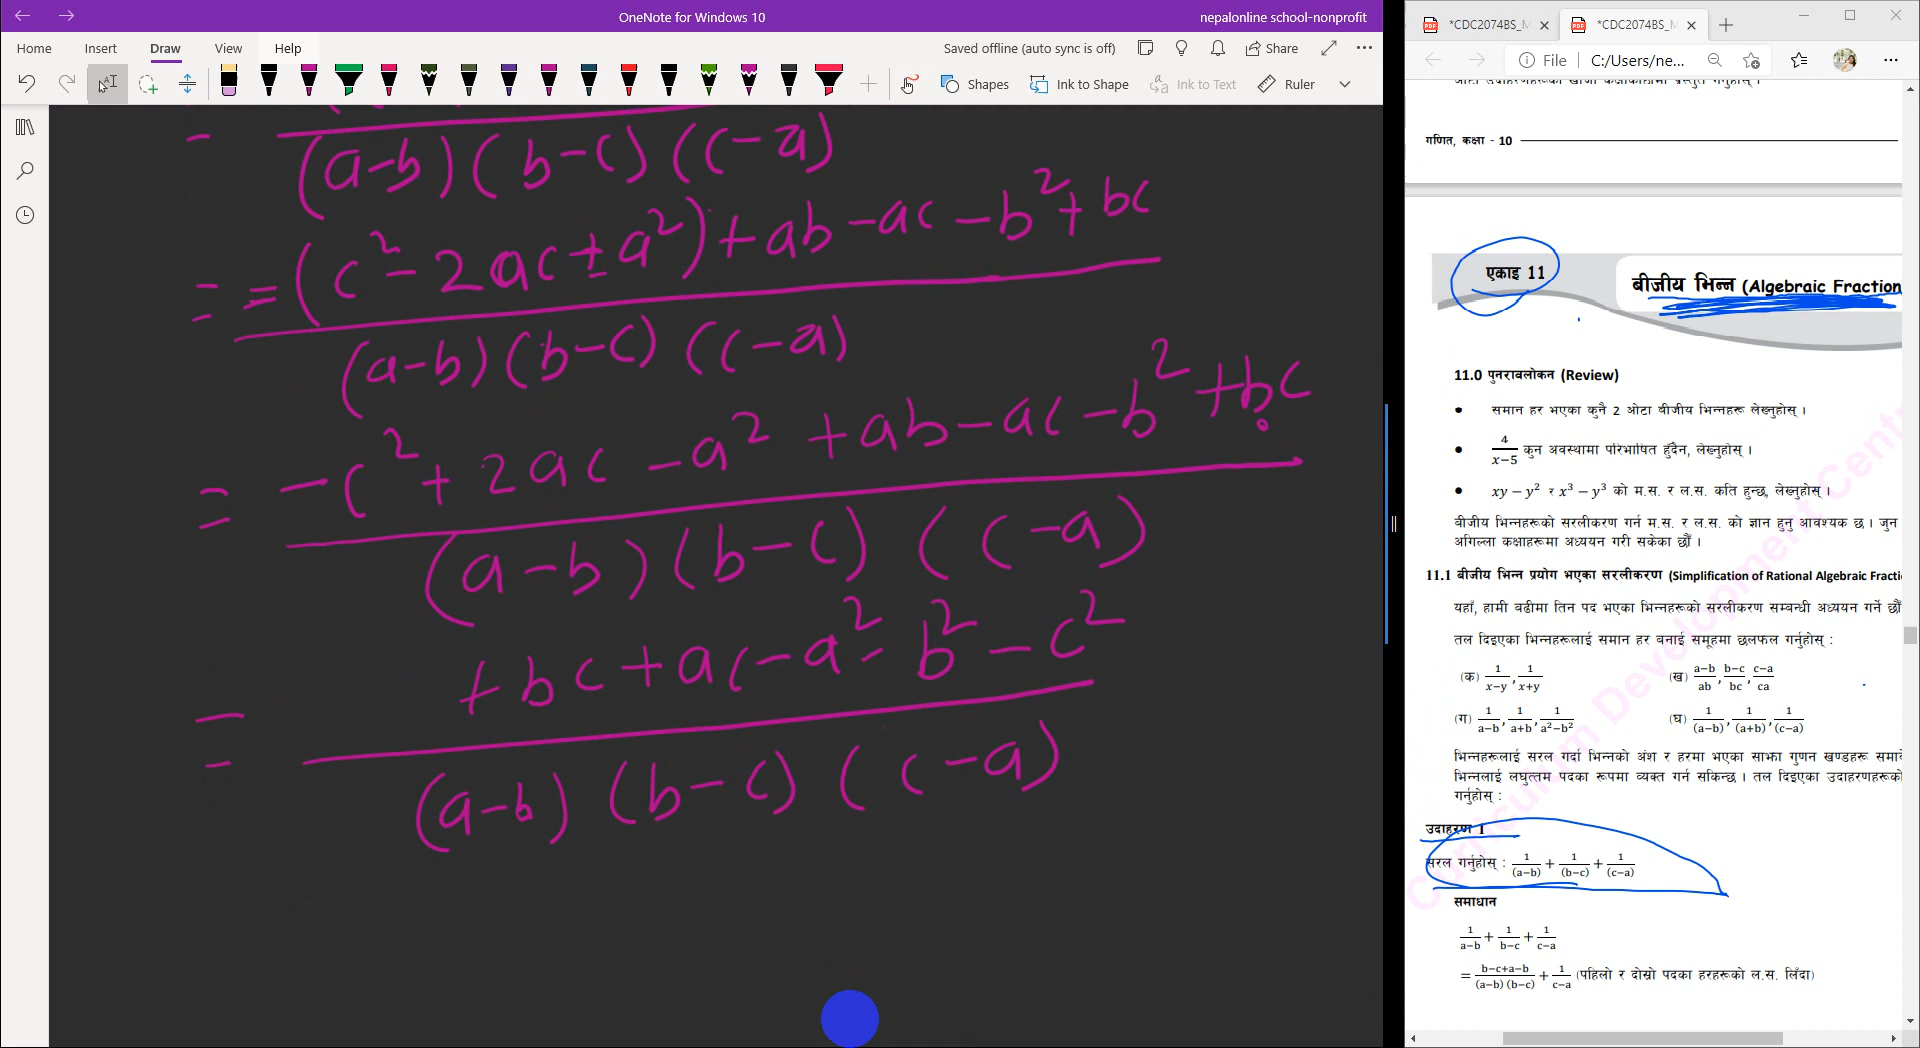 OneNote for Windows 10
nepalonline school-nonprofit
Home Insert Draw View Help
Saved offline (auto sync is off) Share
Shapes Ink to Shape Ink to Text Ruler
=
(a-b)(b-c)(c-a)
= =(c²-2ac±a²)+ab-ac-b²+bc
(a-b)(b-c)(c-a)
= -c²+2ac-a²+ab-ac-b²+bc
(a-b)(b-c)(c-a)
= +bc+ac-a²-b²-c²
(a-b)(b-c)(c-a)
*CDC2074BS_M *CDC2074BS_M
File C:/Users/ne...
गणित, कक्षा - 10
एकाइ 11
बीजीय भिन्न (Algebraic Fraction
11.0 पुनरावलोकन (Review)
• समान हर भएका कुनै 2 ओटा बीजीय भिन्नहरू लेख्नुहोस् ।
• 4/(x−5) कुन अवस्थामा परिभाषित हुँदैन, लेख्नुहोस् ।
• xy − y² र x³ − y³ को म.स. र ल.स. कति हुन्छ, लेख्नुहोस् ।
बीजीय भिन्नहरूको सरलीकरण गर्न म.स. र ल.स. को ज्ञान हुनु आवश्यक छ । जुन
अगिल्ला कक्षाहरूमा अध्ययन गरी सकेका छौँ ।
11.1 बीजीय भिन्न प्रयोग भएका सरलीकरण (Simplification of Rational Algebraic Fracti
यहाँ, हामी बढीमा तिन पद भएका भिन्नहरूको सरलीकरण सम्बन्धी अध्ययन गर्ने छौँ
तल दिइएका भिन्नहरूलाई समान हर बनाई समूहमा छलफल गर्नुहोस् :
(क) 1/(x−y), 1/(x+y) (ख) (a−b)/ab, (b−c)/bc, (c−a)/ca
(ग) 1/(a−b), 1/(a+b), 1/(a²−b²) (घ) 1/(a−b), 1/(a+b), 1/(c−a)
भिन्नहरूलाई सरल गर्दा भिन्नको अंश र हरमा भएका साझा गुणन खण्डहरू
भिन्नलाई लघुत्तम पदका रूपमा व्यक्त गर्न सकिन्छ । तल दिइएका उदाहरणहरूको
गर्नुहोस् :
उदाहरण 1
सरल गर्नुहोस् : 1/(a−b) + 1/(b−c) + 1/(c−a)
समाधान
1/(a−b) + 1/(b−c) + 1/(c−a)
= (b−c+a−b)/((a−b)(b−c)) + 1/(c−a) (पहिलो र दोस्रो पदका हरहरूको ल.स. लिँदा)
Curriculum Development Centr